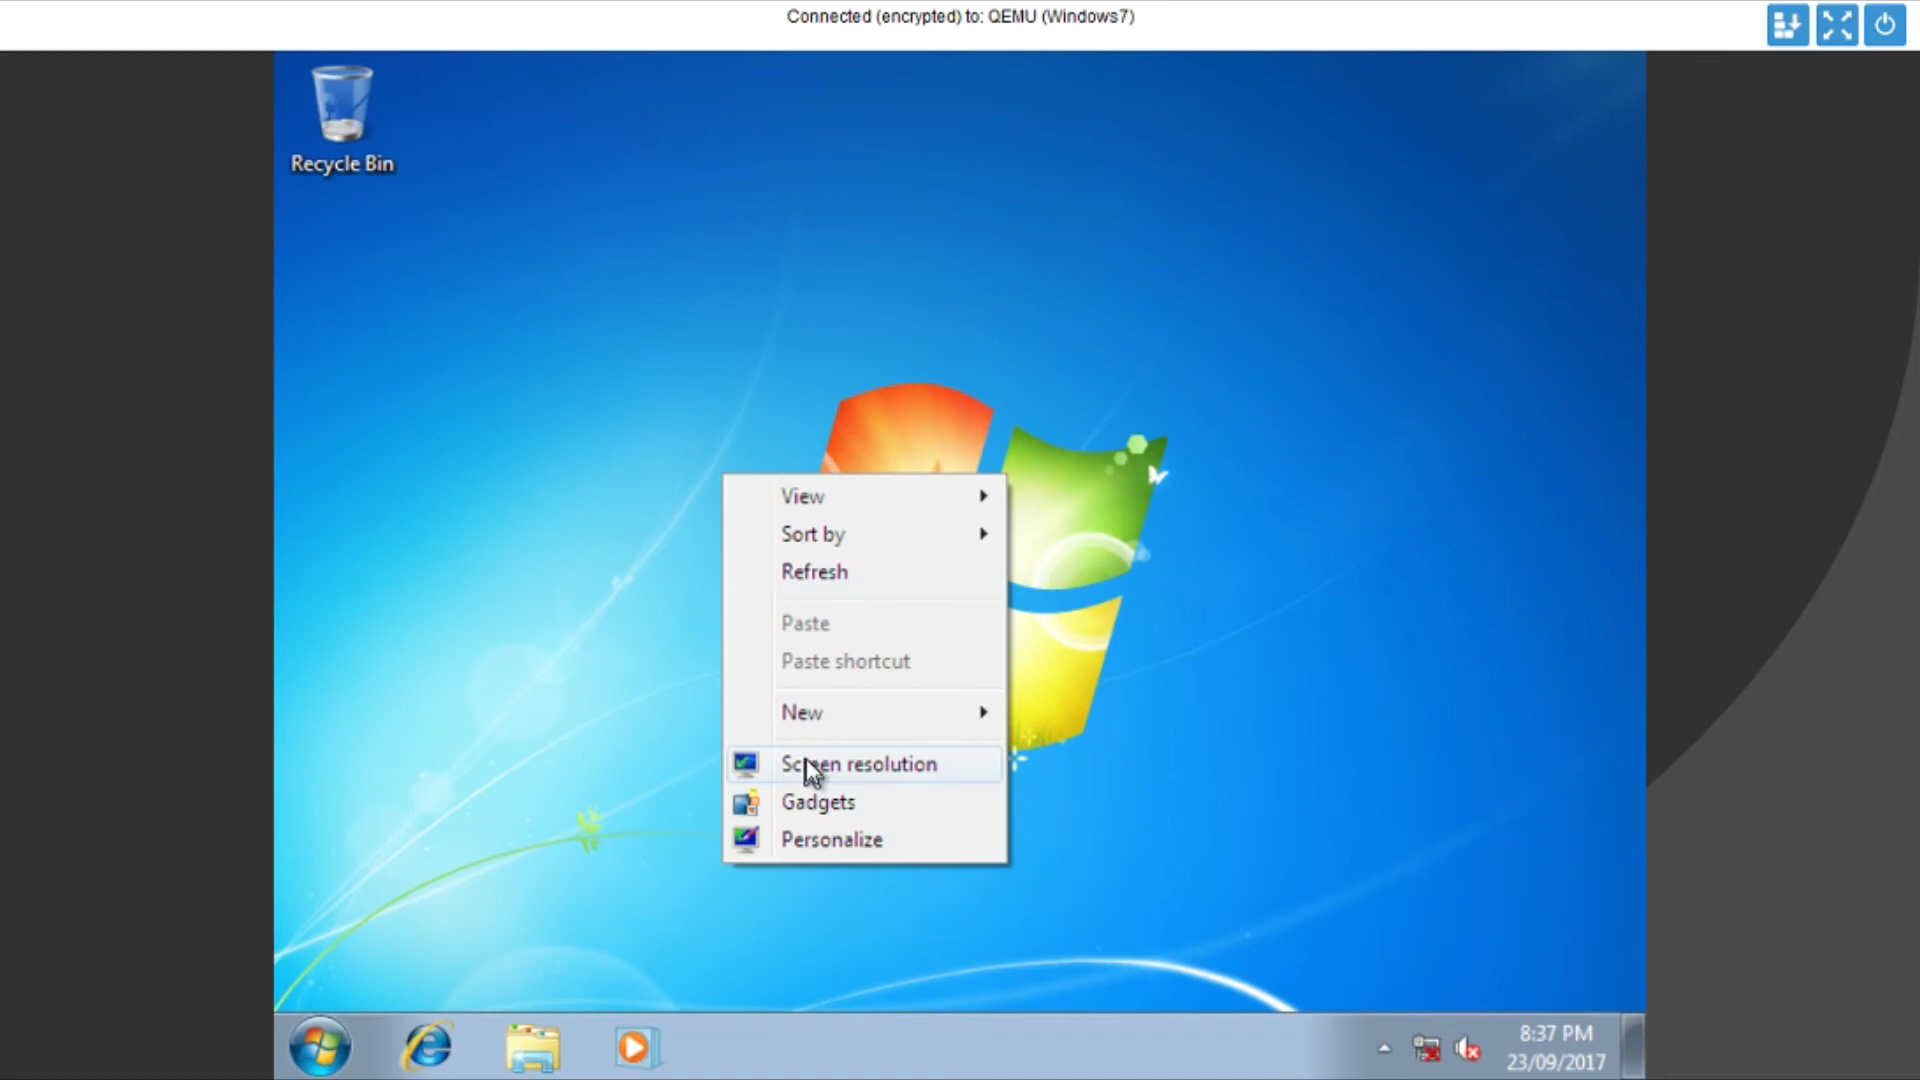 Connected (encrypted) to: QEMU (Windows7)
Recycle Bin
View
Sort by
Refresh
Paste
Paste shortcut
New
Screen resolution
Gadgets
Personalize
8:37 PM
23/09/2017